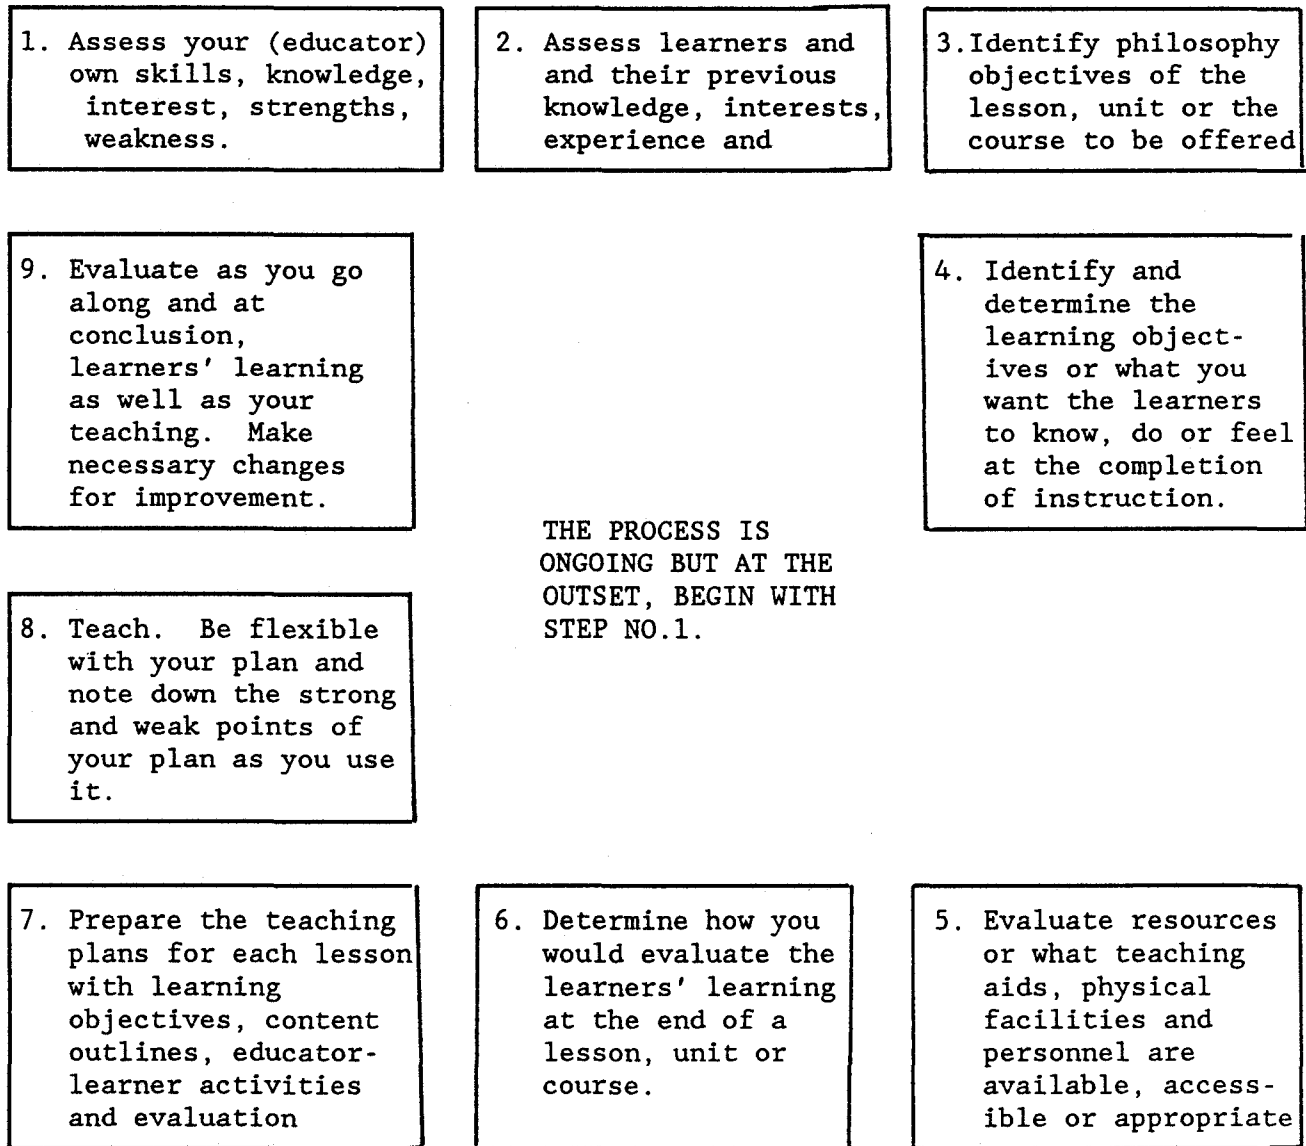 1. Assess your (educator)
own skills, knowledge,
interest, strengths,
weakness.
2. Assess learners and
and their previous
knowledge, interests,
experience and
3.Identify philosophy
objectives of the
lesson, unit or the
course to be offered
4. Identify and
determine the
learning object-
ives or what you
want the learners
to know, do or feel
at the completion
of instruction.
5. Evaluate resources
or what teaching
aids, physical
facilities and
personnel are
available, access-
ible or appropriate
6. Determine how you
would evaluate the
learners' learning
at the end of a
lesson, unit or
course.
7. Prepare the teaching
plans for each lesson
with learning
objectives, content
outlines, educator-
learner activities
and evaluation
8. Teach. Be flexible
with your plan and
note down the strong
and weak points of
your plan as you use
it.
9. Evaluate as you go
along and at
conclusion,
learners' learning
as well as your
teaching. Make
necessary changes
for improvement.
THE PROCESS IS
ONGOING BUT AT THE
OUTSET, BEGIN WITH
STEP NO.1.